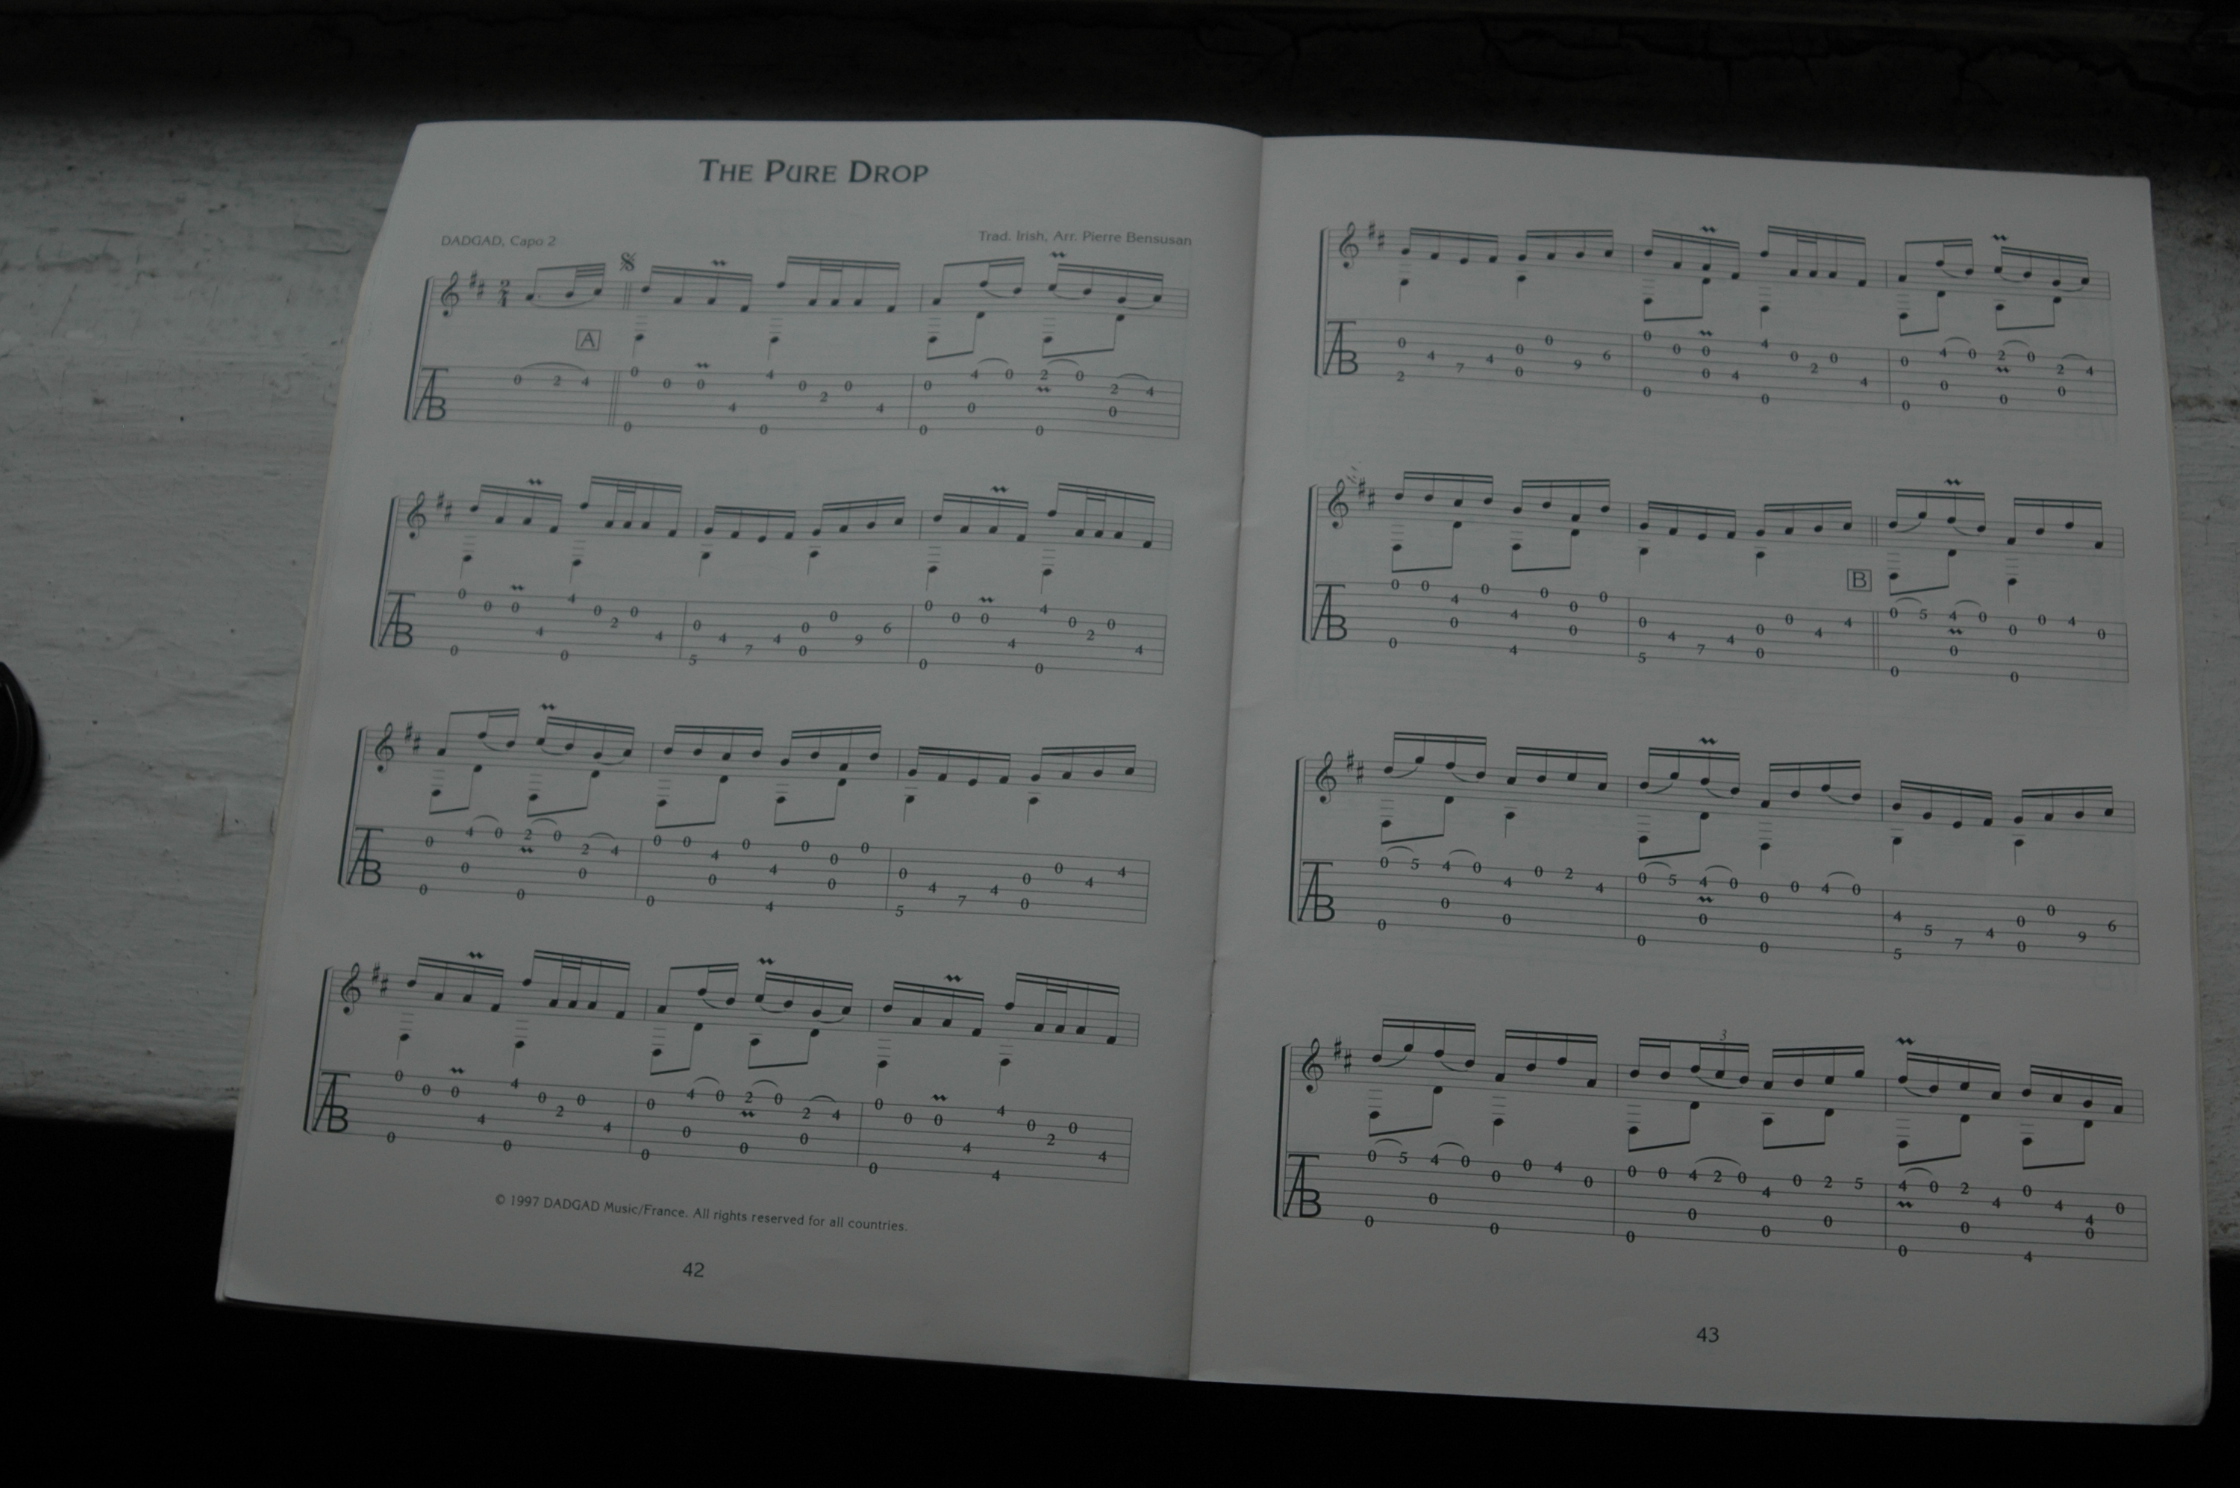 THE PURE DROP
DADGAD, Capo 2
Trad. Irish, Arr. Pierre Bensusan
A
© 1997 DADGAD Music/France. All rights reserved for all countries.
42
B
3
43